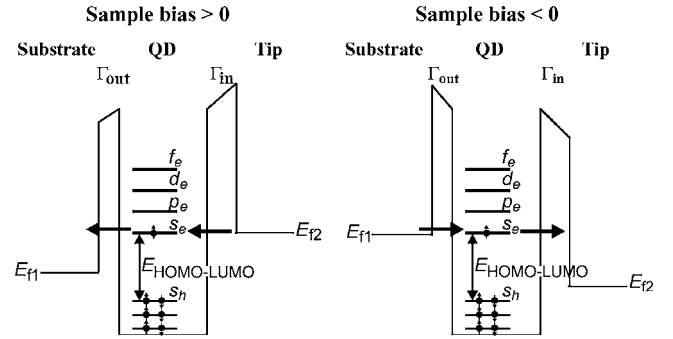 Sample bias > 0
Substrate QD Tip
Γout Γin
fe
de
pe
se
Ef2
Ef1
EHOMO-LUMO
sh
Sample bias < 0
Substrate QD Tip
Γout Γin
fe
de
pe
se
Ef1
EHOMO-LUMO
Ef2
sh